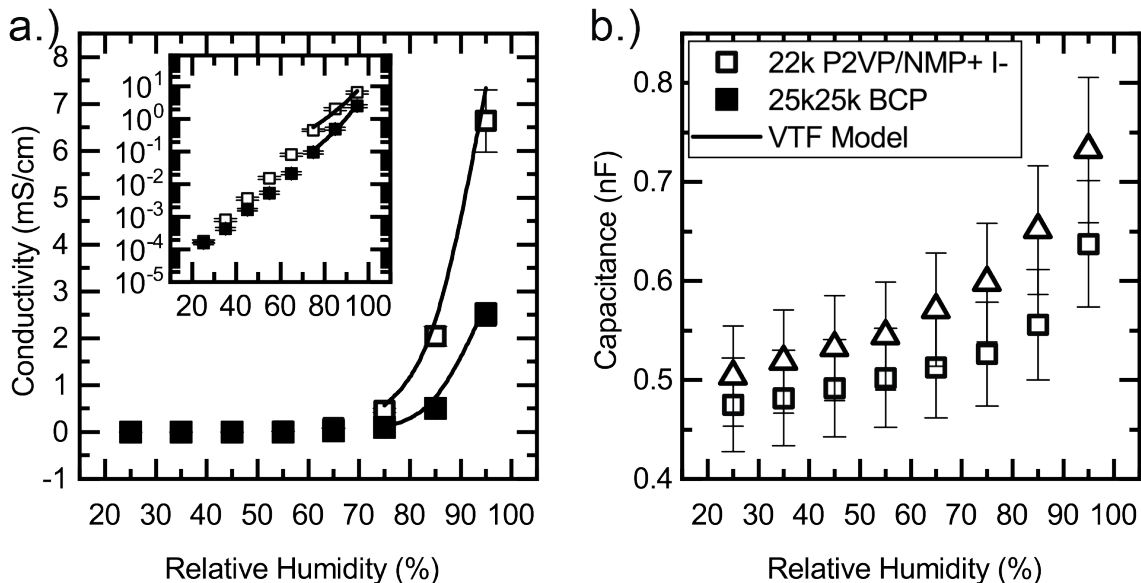 a.)
8
7
6
5
4
3
2
1
0
-1
Conductivity (mS/cm)
10¹
10⁰
10⁻¹
10⁻²
10⁻³
10⁻⁴
10⁻⁵
20 40 60 80 100
20 30 40 50 60 70 80 90 100
Relative Humidity (%)
b.)
22k P2VP/NMP+ I-
25k25k BCP
VTF Model
0.8
0.7
0.6
0.5
0.4
Capacitance (nF)
20 30 40 50 60 70 80 90 100
Relative Humidity (%)